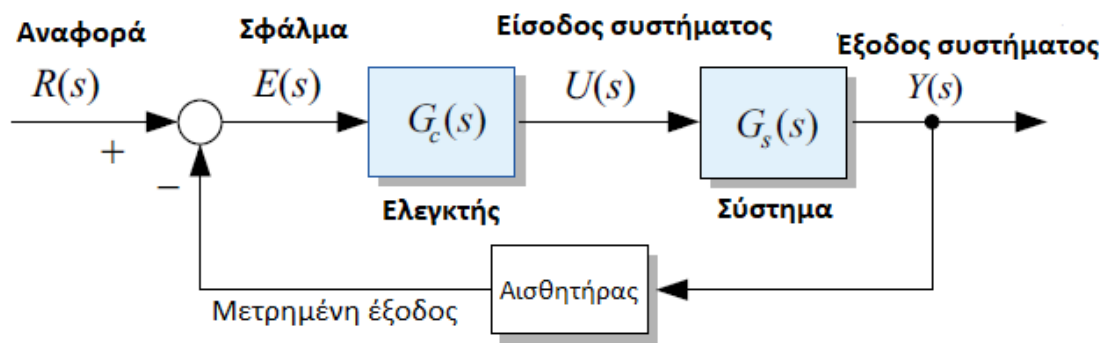 Αναφορά
Σφάλμα
Είσοδος συστήματος
Έξοδος συστήματος
R(s)
E(s)
U(s)
Y(s)
G_c(s)
G_s(s)
+
−
Ελεγκτής
Σύστημα
Αισθητήρας
Μετρημένη έξοδος